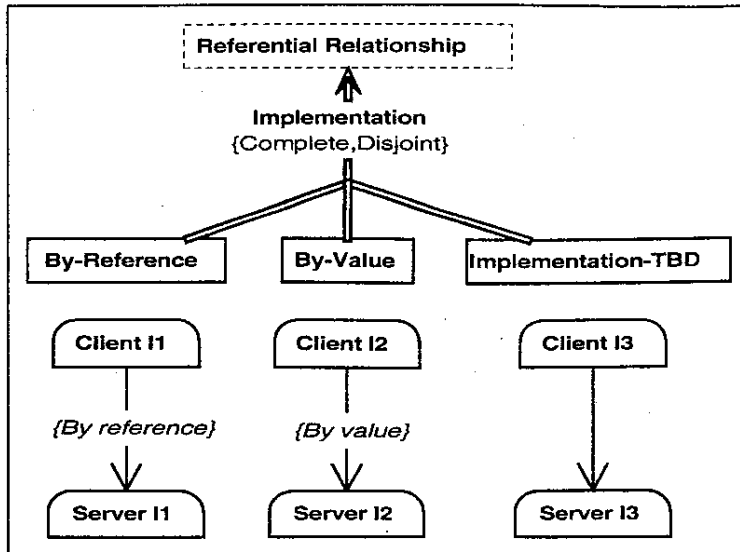 Referential Relationship
Implementation
{Complete,Disjoint}
By-Reference By-Value Implementation-TBD
Client I1 Client I2 Client I3
{By reference} {By value}
Server I1 Server I2 Server I3